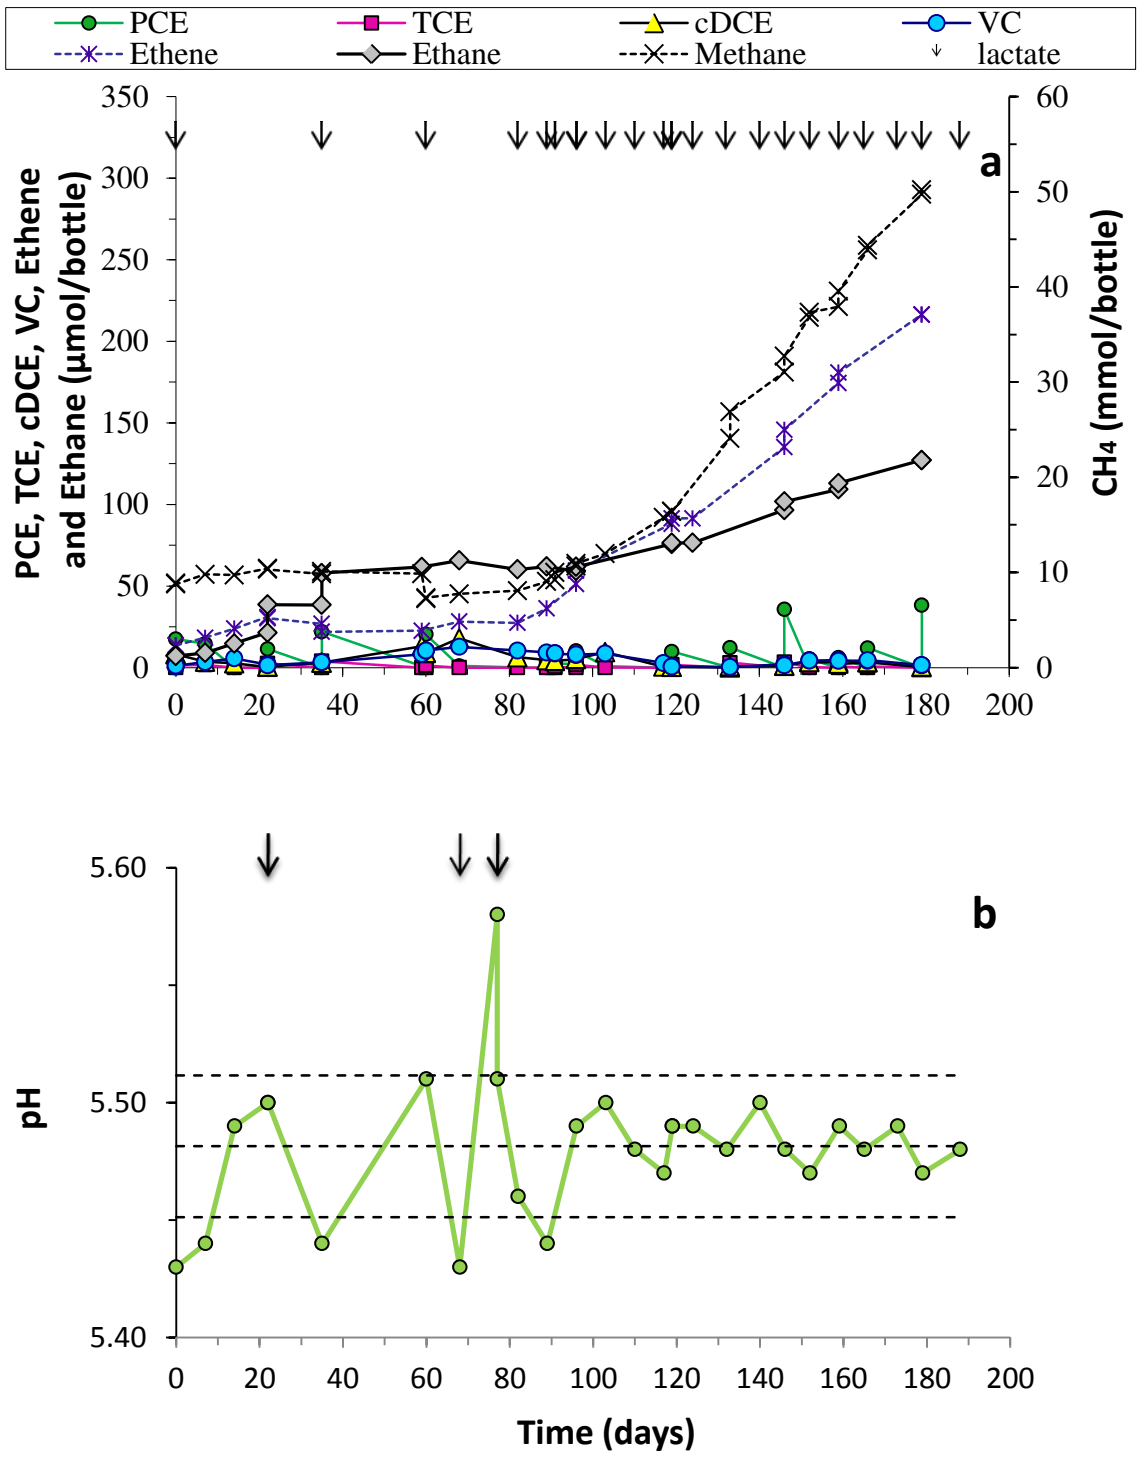 PCE TCE cDCE VC
Ethene Ethane Methane lactate
350 60
a
300 50
250 40
200
30
150
20
100
50 10
0 0
0 20 40 60 80 100 120 140 160 180 200
PCE, TCE, cDCE, VC, Ethene
and Ethane (µmol/bottle)
CH4 (mmol/bottle)
5.60
b
5.50
5.40
0 20 40 60 80 100 120 140 160 180 200
pH
Time (days)